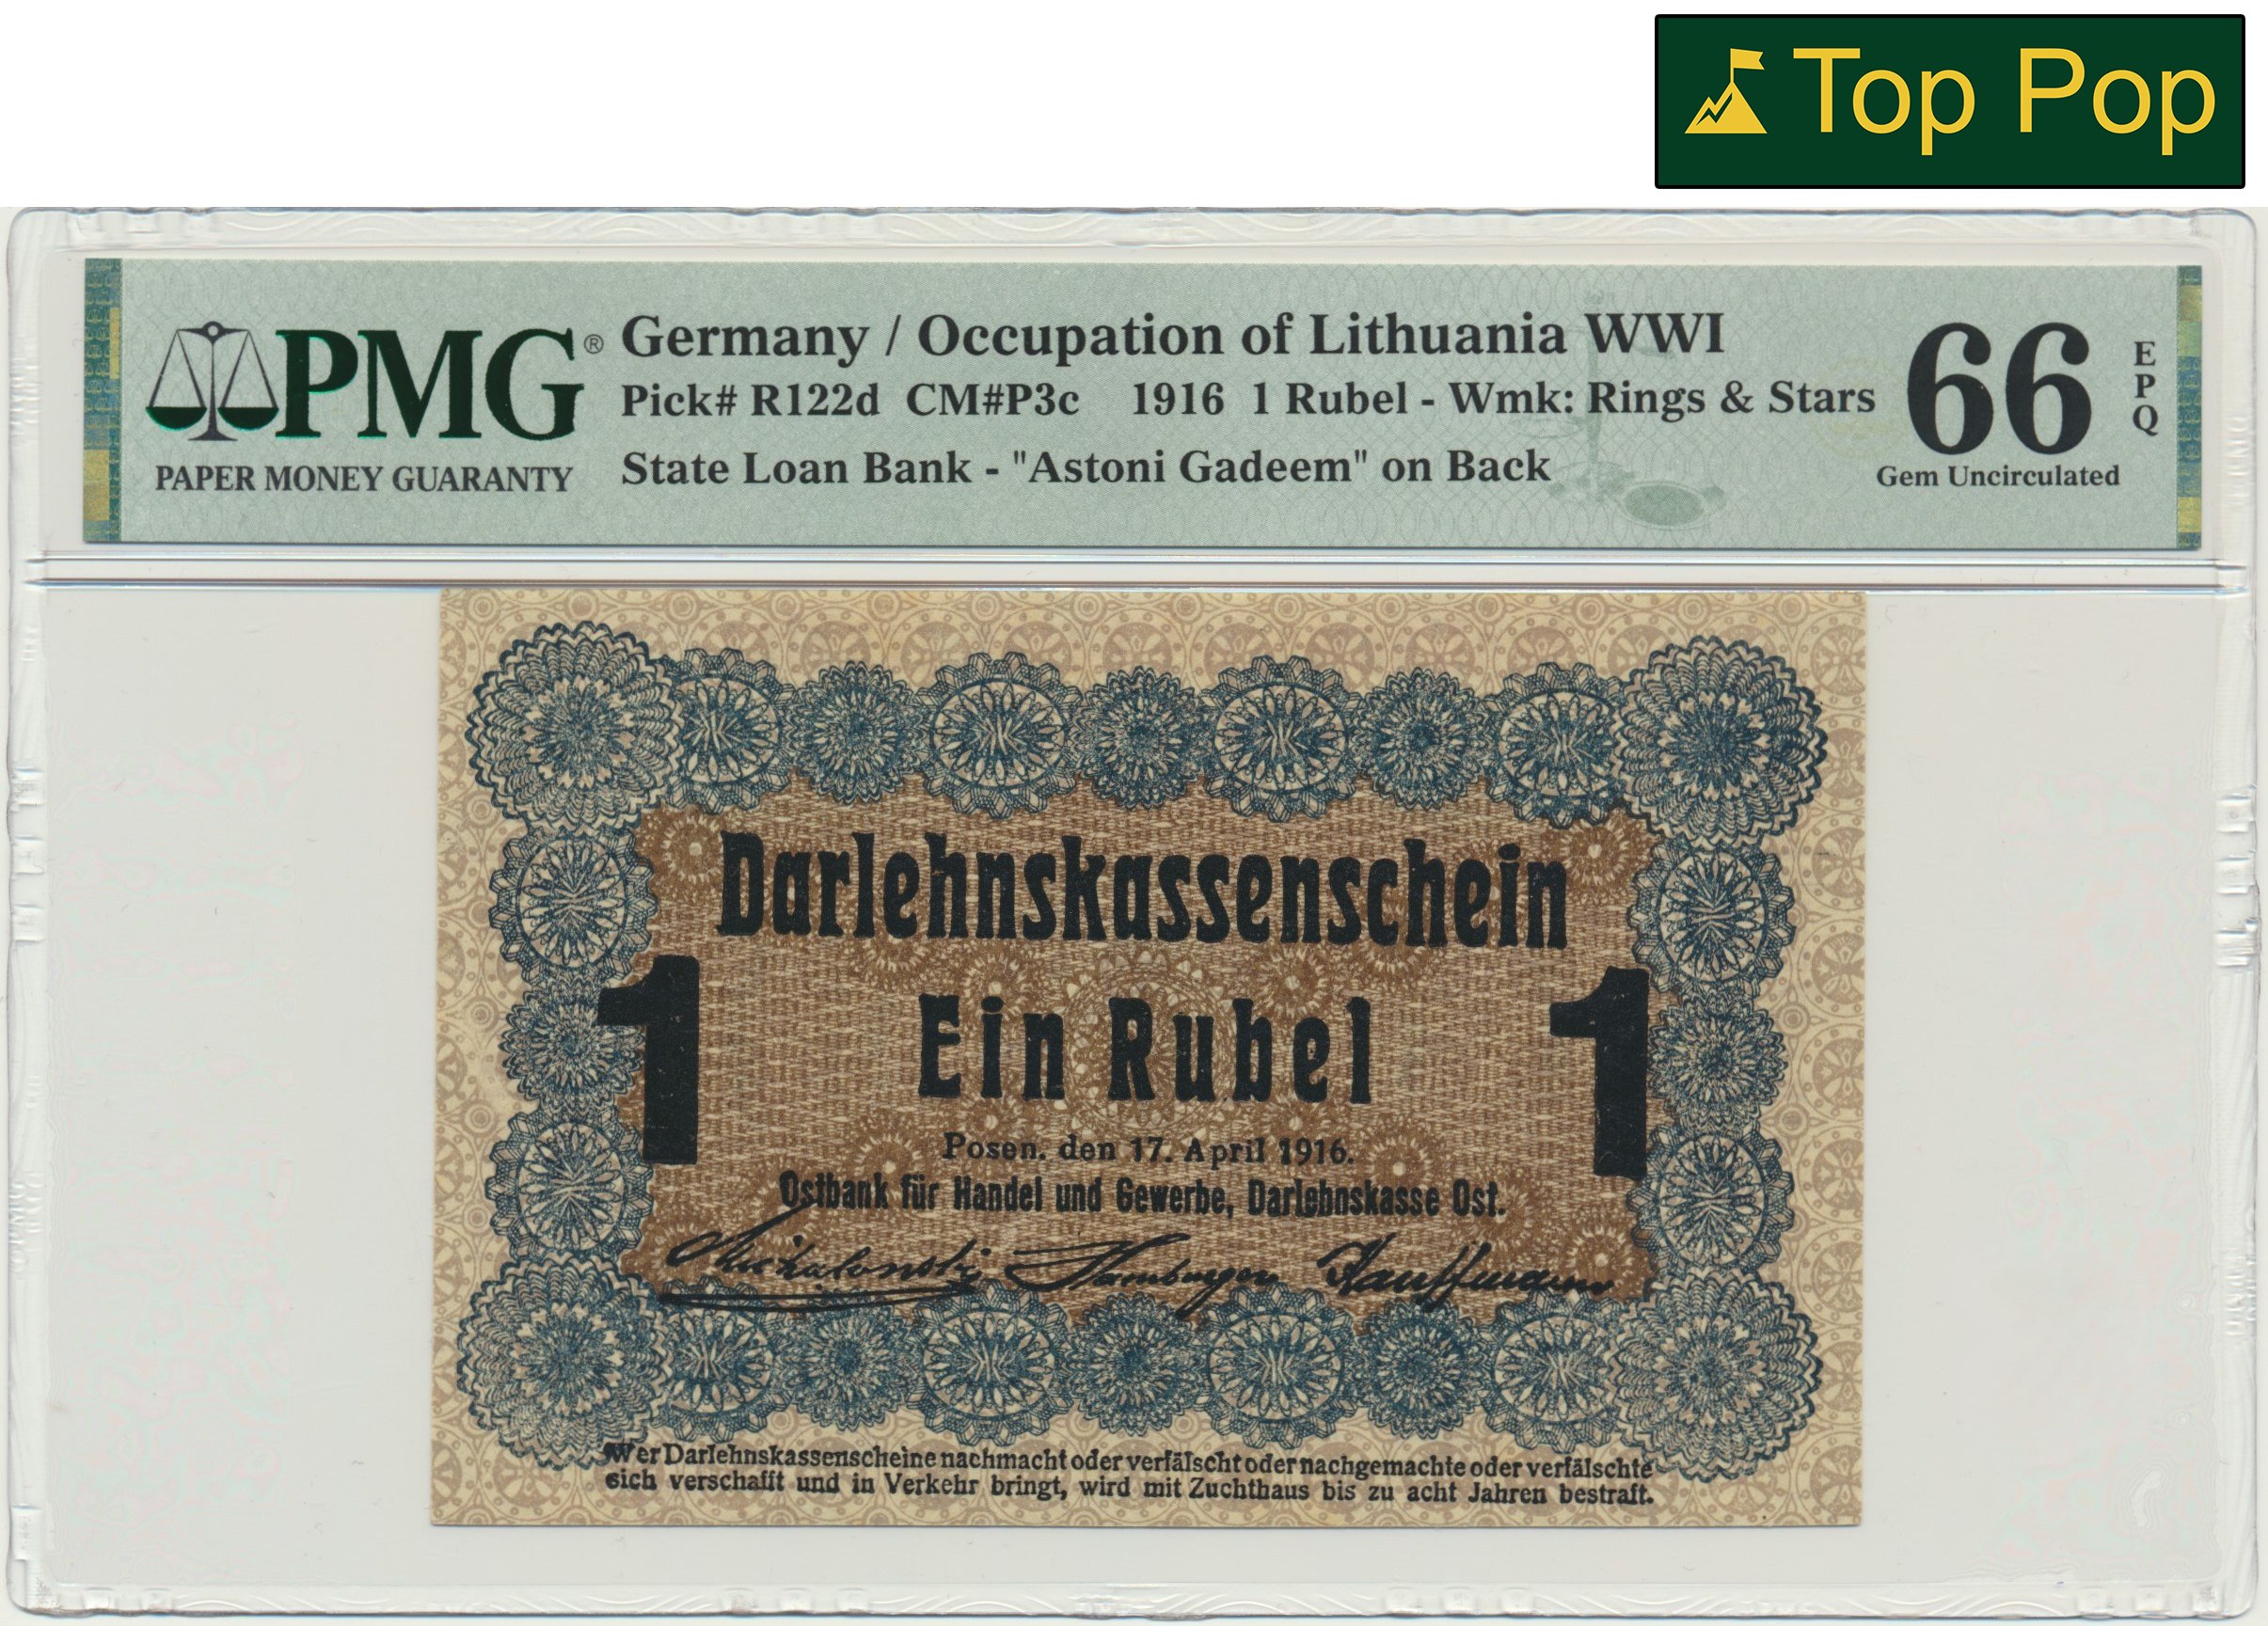 Top Pop
PMG®
PAPER MONEY GUARANTY
Germany / Occupation of Lithuania WWI
Pick# R122d CM#P3c 1916 1 Rubel - Wmk: Rings & Stars
State Loan Bank - "Astoni Gadeem" on Back
66
EPQ
Gem Uncirculated
Darlehnskassenschein
1 Ein Rubel 1
Posen. den 17. April 1916.
Ostbank für Handel und Gewerbe, Darlehnskasse Ost.
Michalowsky Hamburger Kauffmann
Wer Darlehnskassenscheine nachmacht oder verfälscht oder nachgemachte oder verfälschte
sich verschafft und in Verkehr bringt, wird mit Zuchthaus bis zu acht Jahren bestraft.